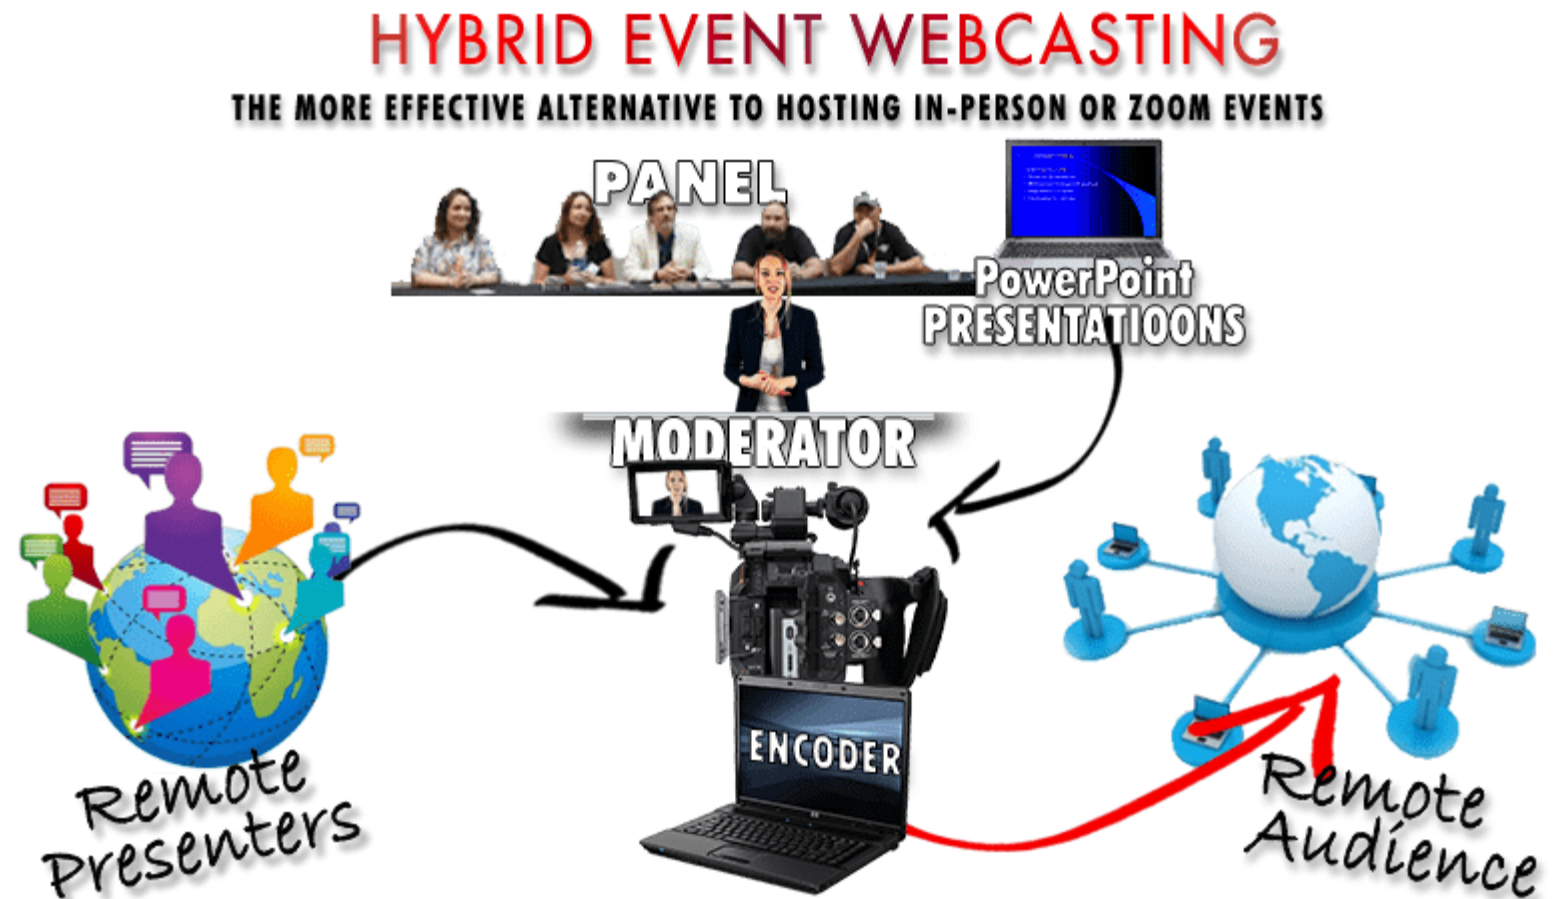 HYBRID EVENT WEBCASTING
THE MORE EFFECTIVE ALTERNATIVE TO HOSTING IN-PERSON OR ZOOM EVENTS
PANEL
PowerPoint
PRESENTATIOONS
MODERATOR
ENCODER
Remote
Presenters
Remote
Audience